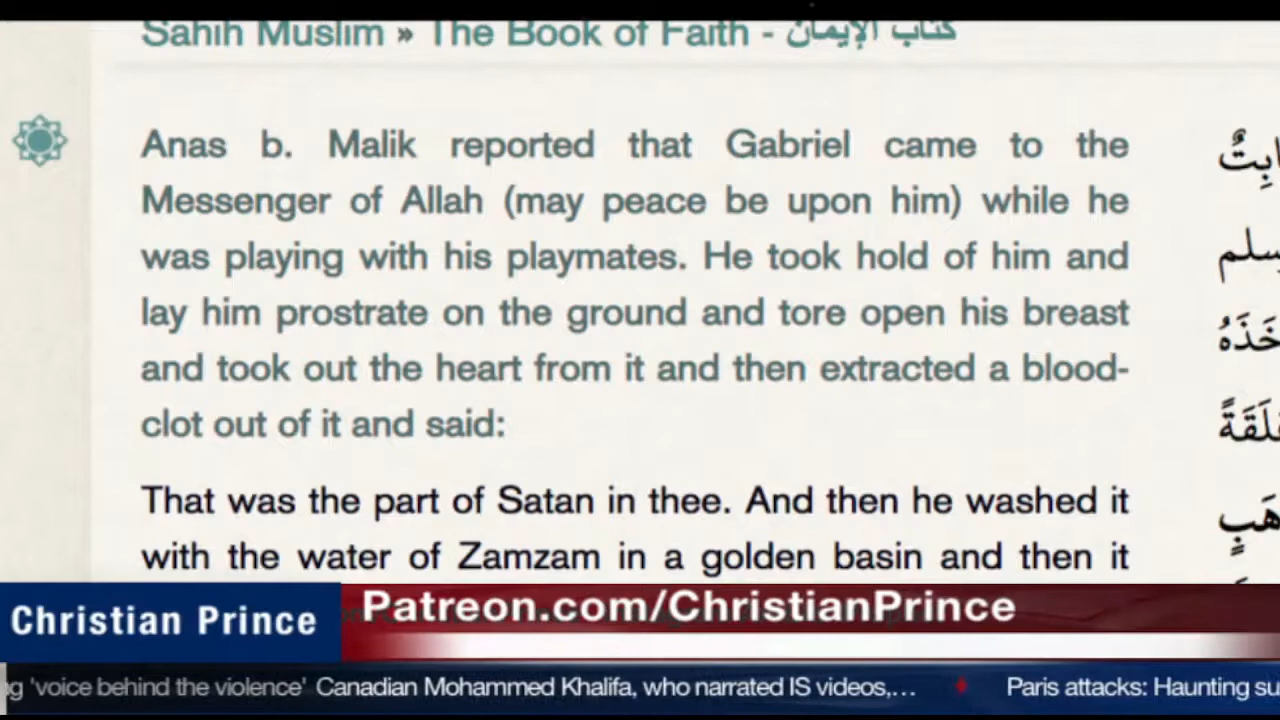 Sahih Muslim » The Book of Faith - كتاب الإيمان
Anas b. Malik reported that Gabriel came to the
Messenger of Allah (may peace be upon him) while he
was playing with his playmates. He took hold of him and
lay him prostrate on the ground and tore open his breast
and took out the heart from it and then extracted a blood-
clot out of it and said:
That was the part of Satan in thee. And then he washed it
with the water of Zamzam in a golden basin and then it
Christian Prince
Patreon.com/ChristianPrince
'voice behind the violence' Canadian Mohammed Khalifa, who narrated IS videos,...
Paris attacks: Haunting